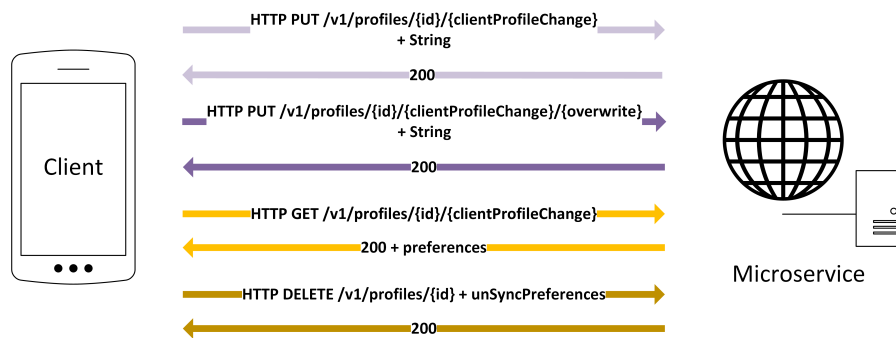 HTTP PUT /v1/profiles/{id}/{clientProfileChange}
+ String
200
HTTP PUT /v1/profiles/{id}/{clientProfileChange}/{overwrite}
+ String
Client
200
HTTP GET /v1/profiles/{id}/{clientProfileChange}
200 + preferences
Microservice
HTTP DELETE /v1/profiles/{id} + unSyncPreferences
200